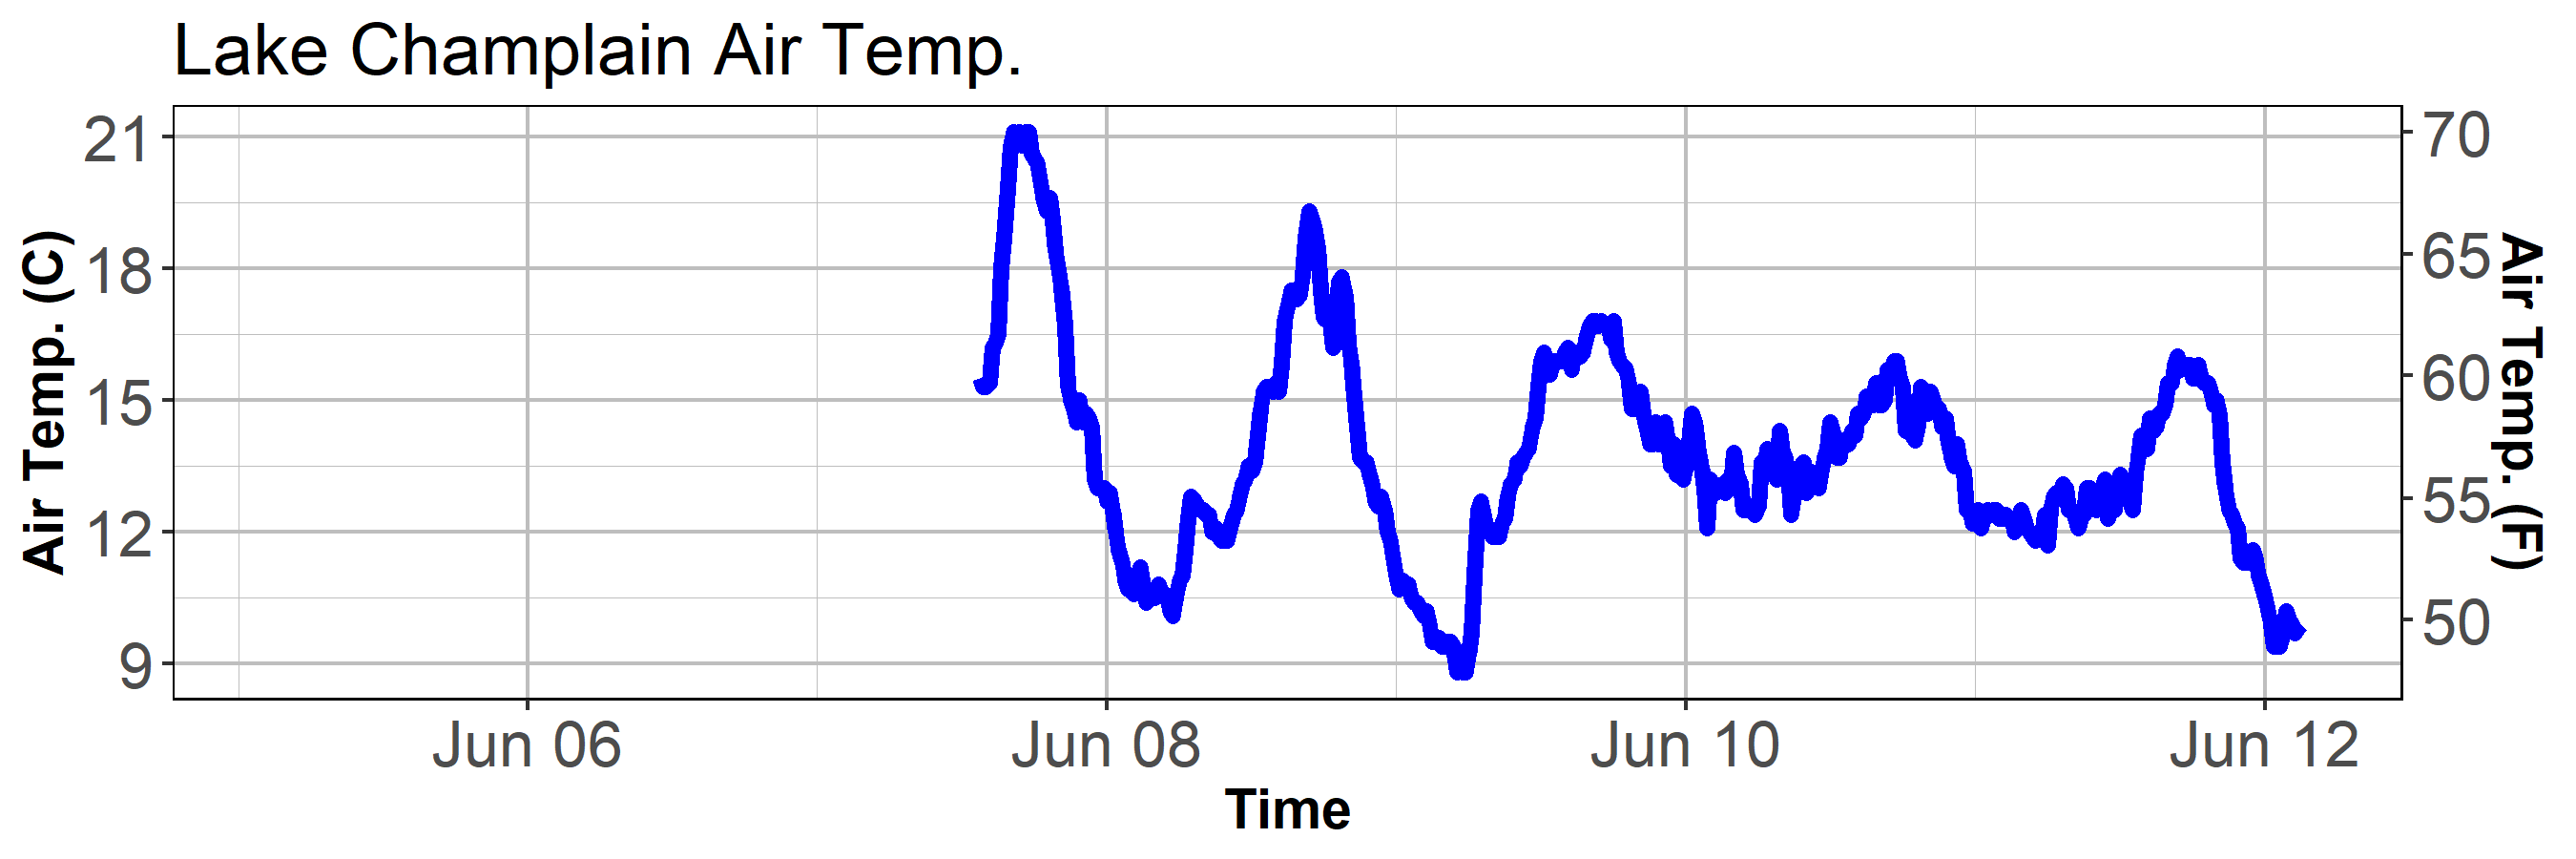 Lake Champlain Air Temp.
Air Temp. (C)
21
18
15
12
9
70
65
60
55
50
Air Temp. (F)
Jun 06 Jun 08 Jun 10 Jun 12
Time